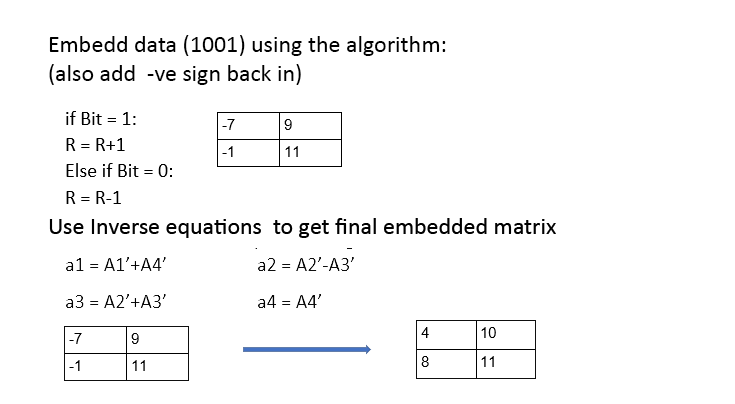 Embedd data (1001) using the algorithm:
(also add -ve sign back in)
if Bit = 1:
R = R+1
Else if Bit = 0:
R = R-1
-7 9
-1 11
Use Inverse equations to get final embedded matrix
a1 = A1’+A4’ a2 = A2’-A3’
a3 = A2’+A3’ a4 = A4’
-7 9
-1 11
4 10
8 11